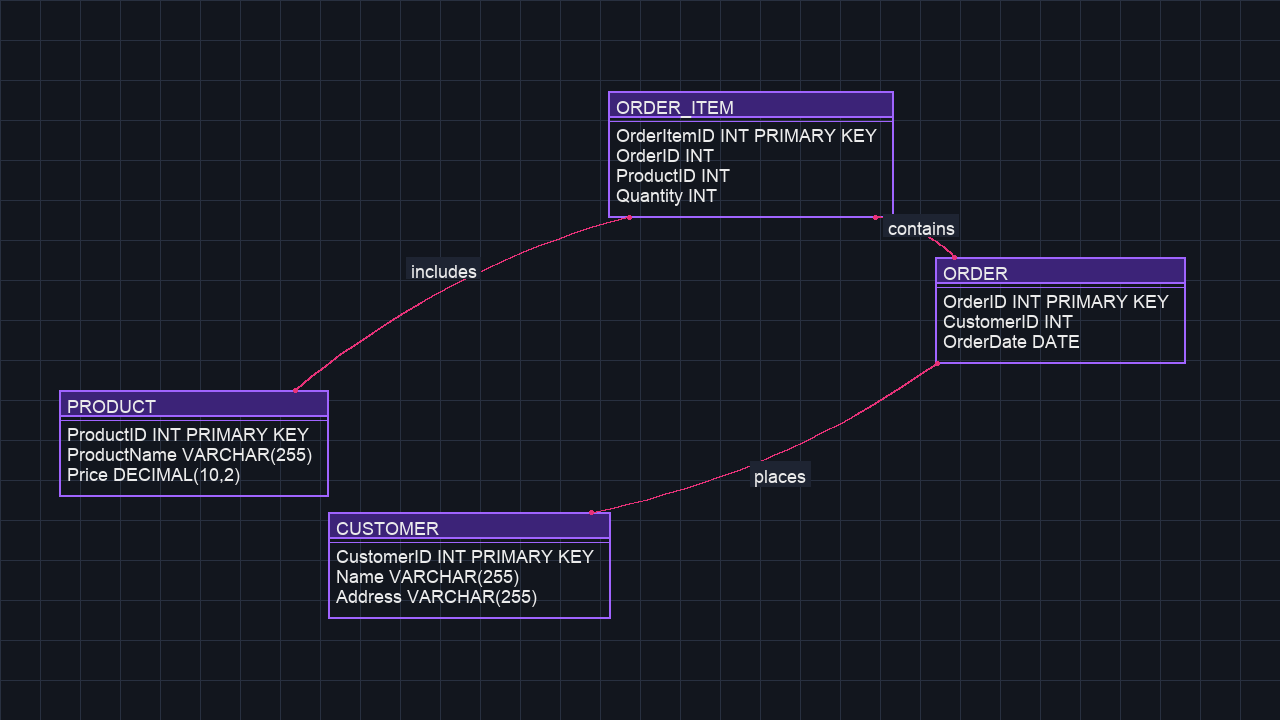 ORDER_ITEM
OrderItemID INT PRIMARY KEY
OrderID INT
ProductID INT
Quantity INT
contains
includes
ORDER
OrderID INT PRIMARY KEY
CustomerID INT
OrderDate DATE
PRODUCT
ProductID INT PRIMARY KEY
ProductName VARCHAR(255)
Price DECIMAL(10,2)
places
CUSTOMER
CustomerID INT PRIMARY KEY
Name VARCHAR(255)
Address VARCHAR(255)